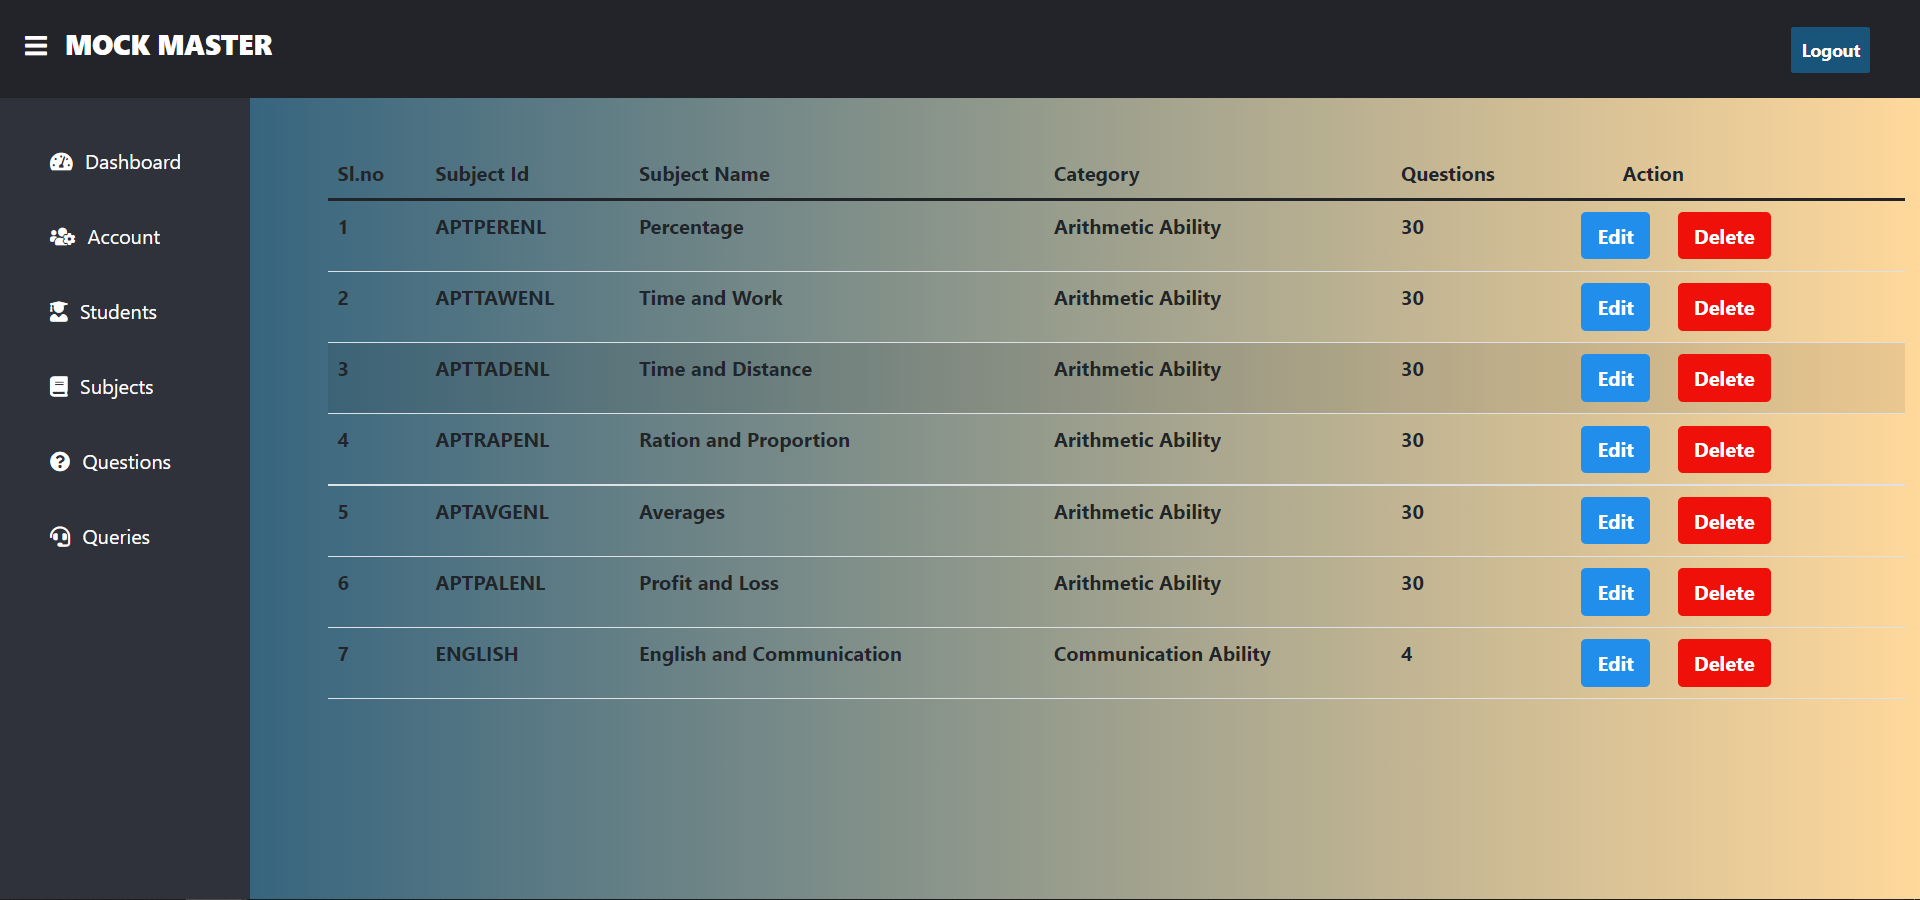 MOCK MASTER
Logout
Dashboard
Account
Students
Subjects
Questions
Queries
Sl.no Subject Id Subject Name Category Questions Action
1 APTPERENL Percentage Arithmetic Ability 30 Edit Delete
2 APTTAWENL Time and Work Arithmetic Ability 30 Edit Delete
3 APTTADENL Time and Distance Arithmetic Ability 30 Edit Delete
4 APTRAPENL Ration and Proportion Arithmetic Ability 30 Edit Delete
5 APTAVGENL Averages Arithmetic Ability 30 Edit Delete
6 APTPALENL Profit and Loss Arithmetic Ability 30 Edit Delete
7 ENGLISH English and Communication Communication Ability 4 Edit Delete